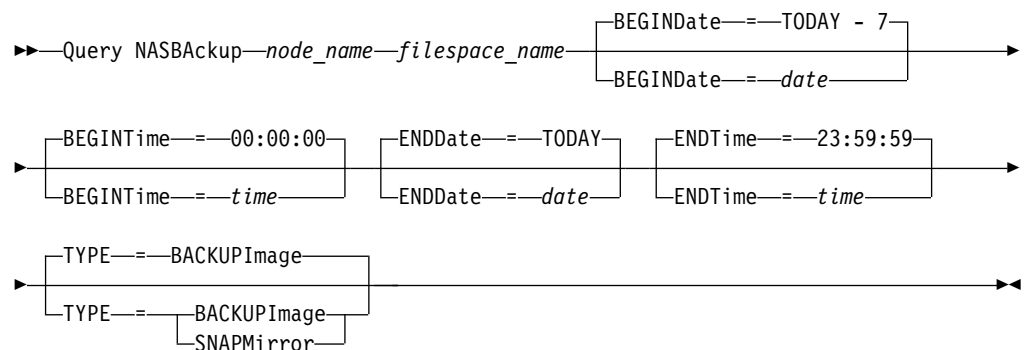 BEGINDate = TODAY - 7
Query NASBAckup node_name filespace_name
BEGINDate = date
BEGINTime = 00:00:00 ENDDate = TODAY ENDTime = 23:59:59
BEGINTime = time ENDDate = date ENDTime = time
TYPE = BACKUPImage
TYPE = BACKUPImage
SNAPMirror